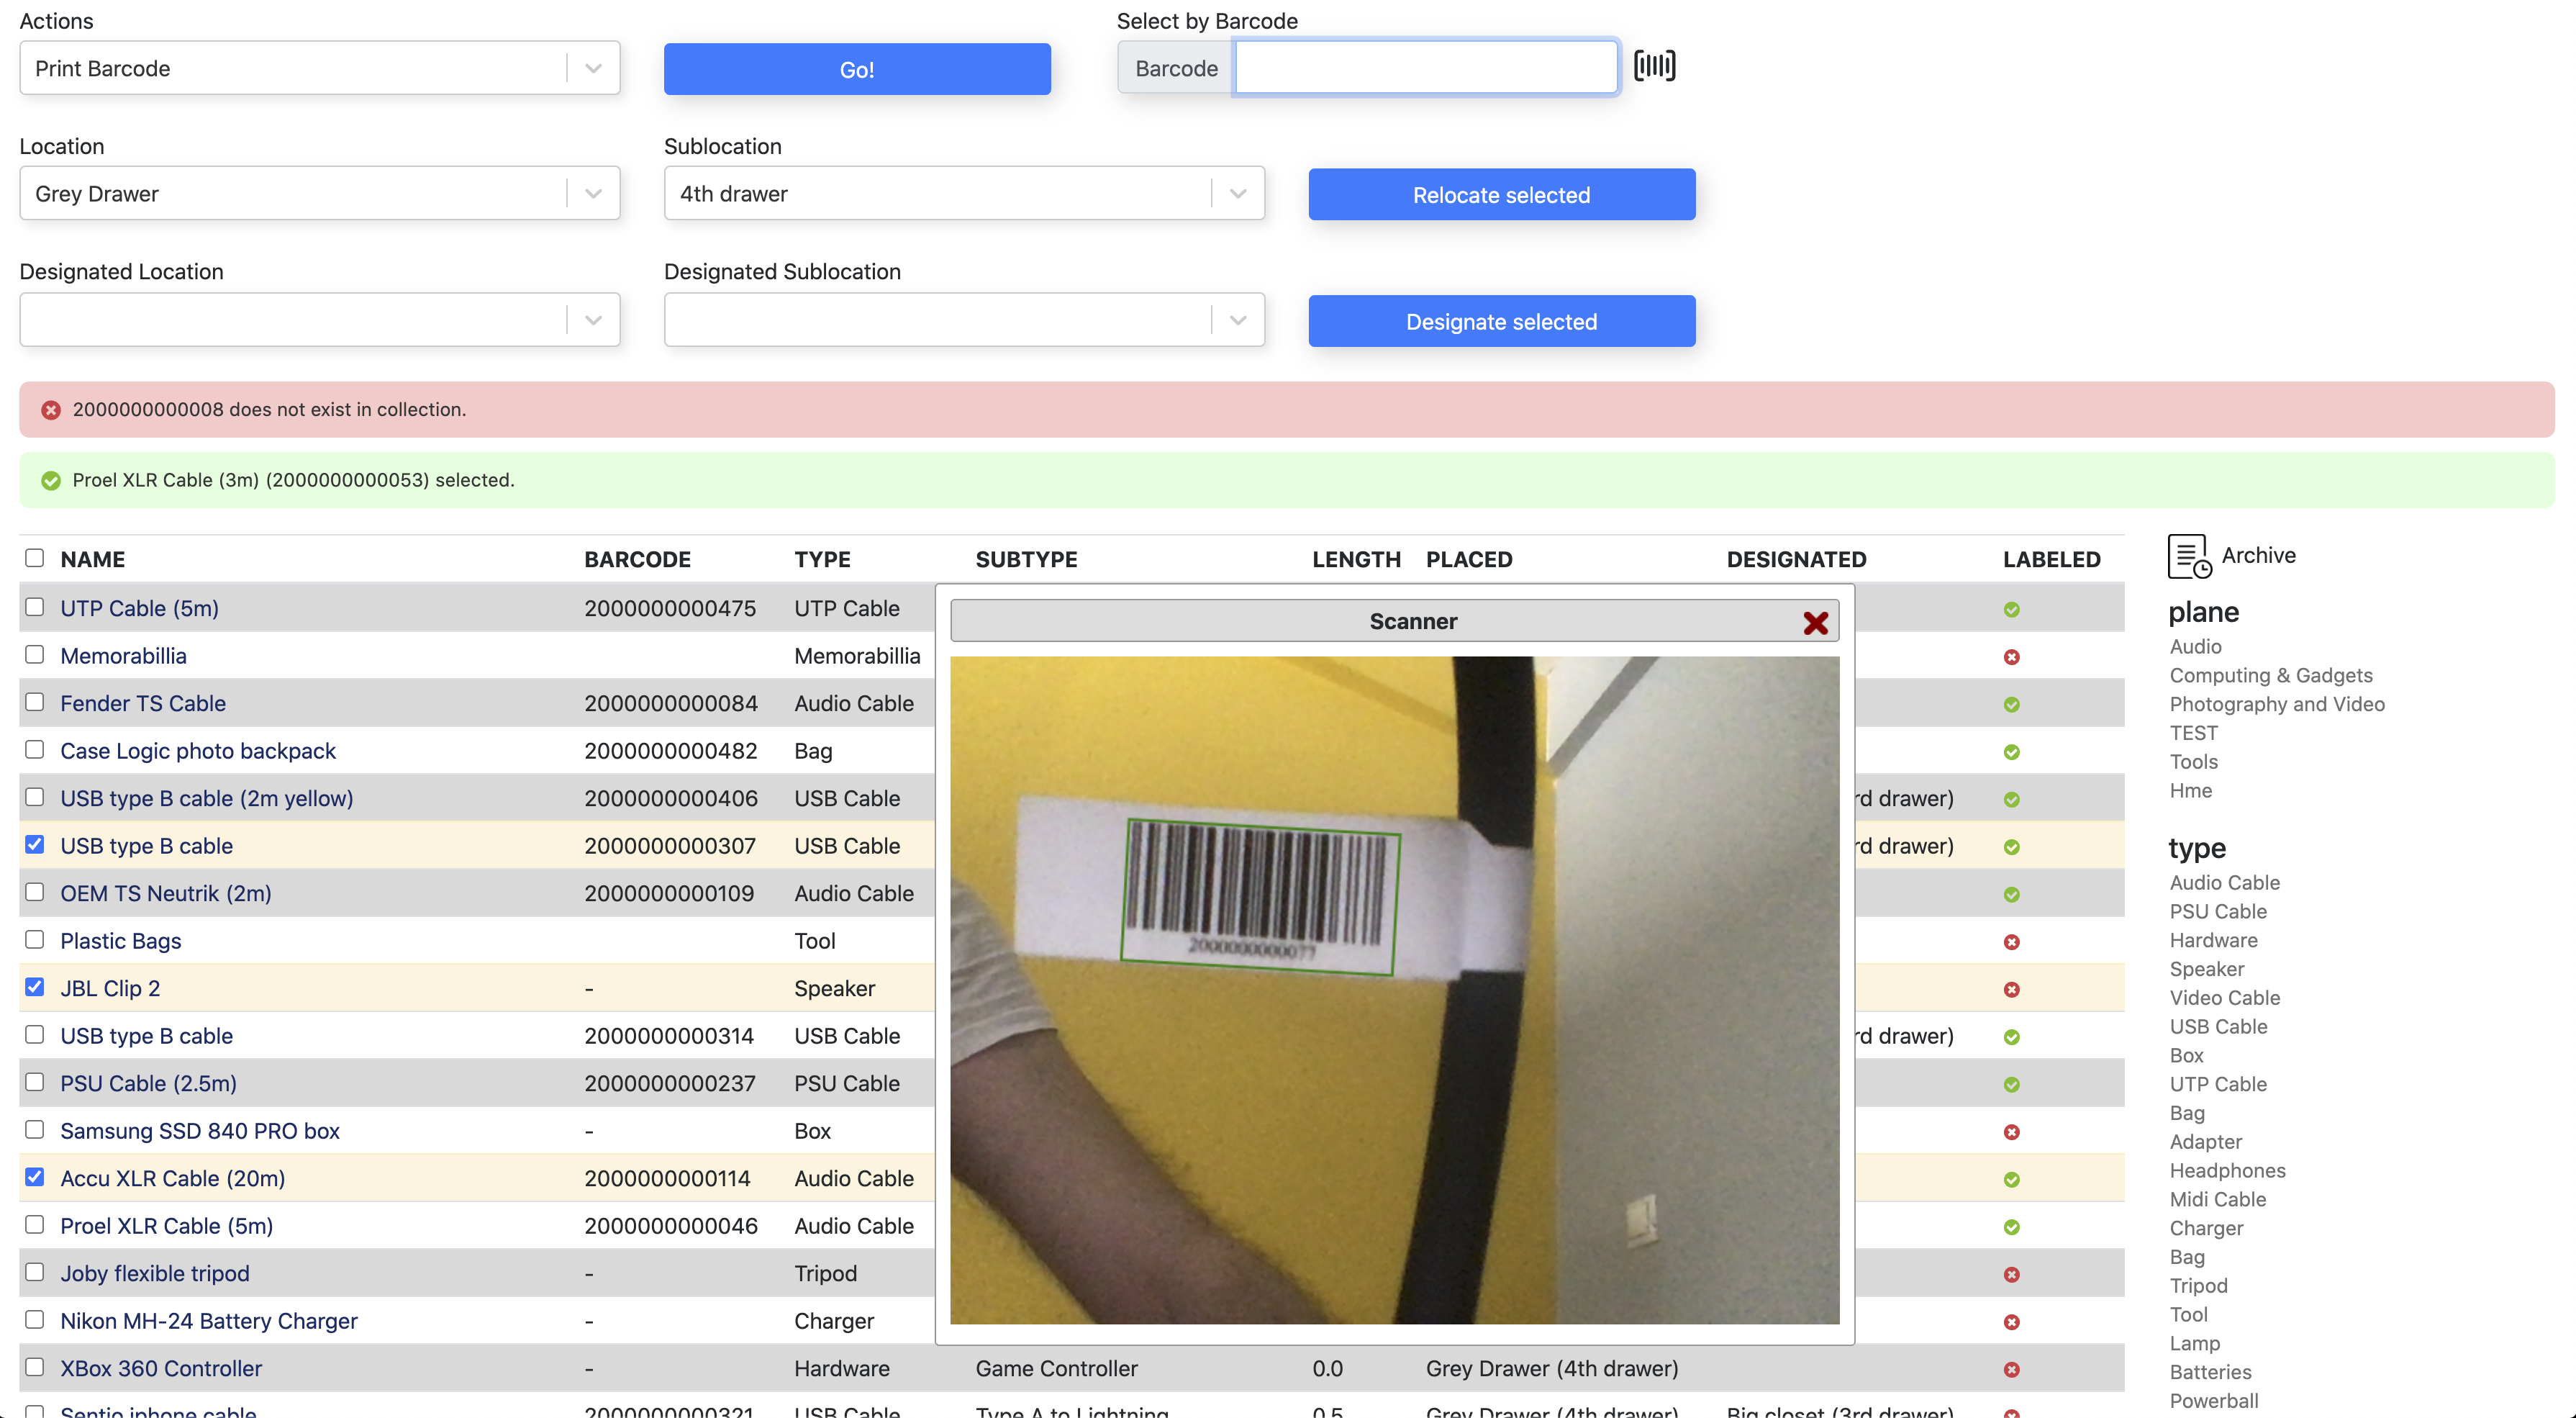 Actions
Select by Barcode
Print Barcode
Go!
Barcode
Location
Sublocation
Grey Drawer
4th drawer
Relocate selected
Designated Location
Designated Sublocation
Designate selected
2000000000008 does not exist in collection.
Proel XLR Cable (3m) (2000000000053) selected.
NAME BARCODE TYPE SUBTYPE LENGTH PLACED DESIGNATED LABELED
UTP Cable (5m) 2000000000475 UTP Cable
Memorabillia Memorabillia
Fender TS Cable 2000000000084 Audio Cable
Case Logic photo backpack 2000000000482 Bag
USB type B cable (2m yellow) 2000000000406 USB Cable rd drawer)
USB type B cable 2000000000307 USB Cable rd drawer)
OEM TS Neutrik (2m) 2000000000109 Audio Cable
Plastic Bags Tool
JBL Clip 2 - Speaker
USB type B cable 2000000000314 USB Cable rd drawer)
PSU Cable (2.5m) 2000000000237 PSU Cable
Samsung SSD 840 PRO box - Box
Accu XLR Cable (20m) 2000000000114 Audio Cable
Proel XLR Cable (5m) 2000000000046 Audio Cable
Joby flexible tripod - Tripod
Nikon MH-24 Battery Charger - Charger
XBox 360 Controller - Hardware Game Controller 0.0 Grey Drawer (4th drawer)
Sentio iphone cable 2000000000321 USB Cable Type A to Lightning 0.5 Grey Drawer (4th drawer) Big closet (3rd drawer)
Scanner
2000000000077
Archive
plane
Audio
Computing & Gadgets
Photography and Video
TEST
Tools
Hme
type
Audio Cable
PSU Cable
Hardware
Speaker
Video Cable
USB Cable
Box
UTP Cable
Bag
Adapter
Headphones
Midi Cable
Charger
Bag
Tripod
Tool
Lamp
Batteries
Powerball